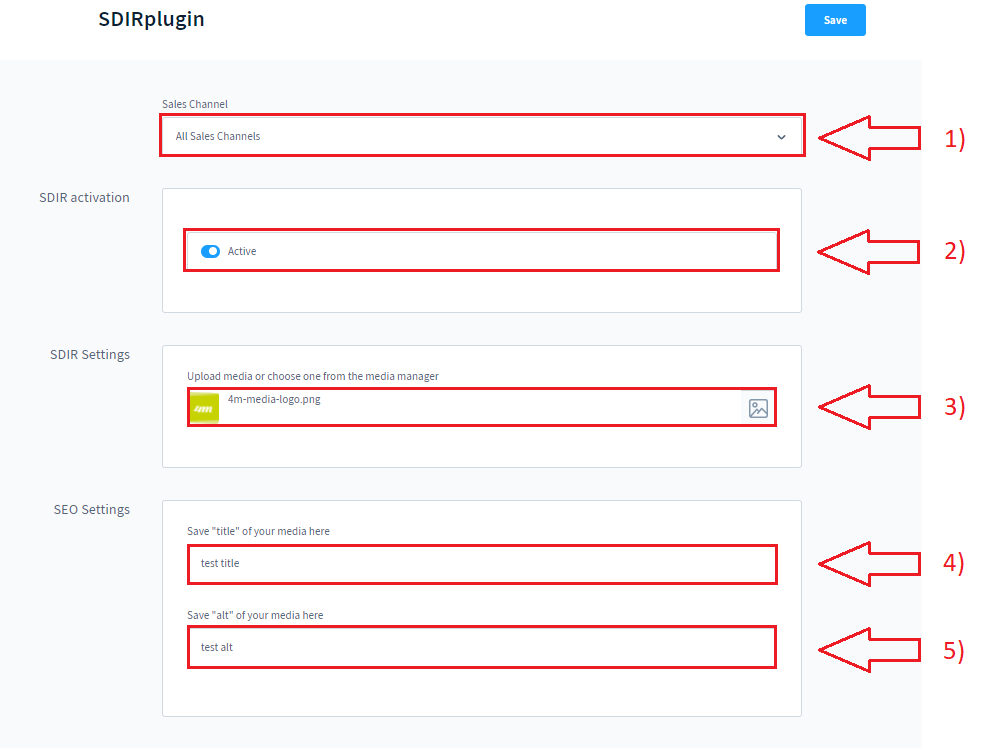 SDIRplugin
Save
Sales Channel
All Sales Channels
1)
SDIR activation
Active
2)
SDIR Settings
Upload media or choose one from the media manager
4m
4m-media-logo.png
3)
SEO Settings
Save "title" of your media here
test title
4)
Save "alt" of your media here
test alt
5)